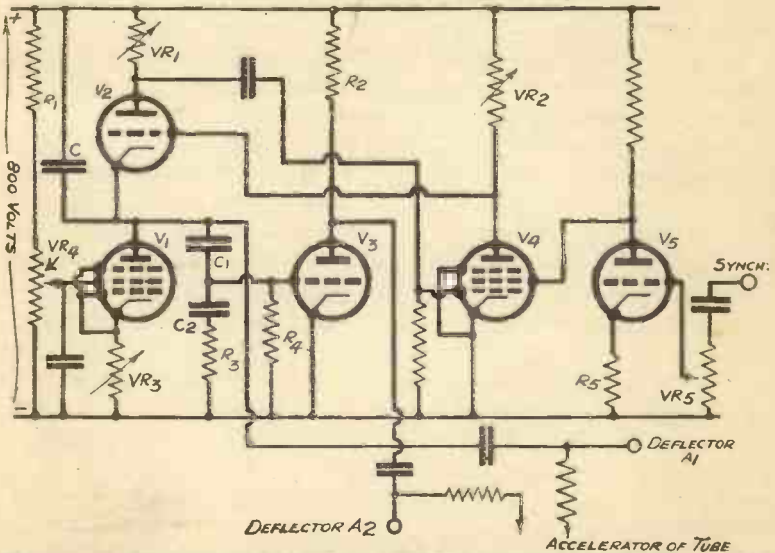 +
VR1
R2
VR2
R1
V2
C
800 VOLTS
VR4
V1
C1
V3
V4
V5
SYNCH:
C2
R3
R4
VR3
R5
VR5
-
DEFLECTOR
A1
DEFLECTOR A2
ACCELERATOR OF TUBE